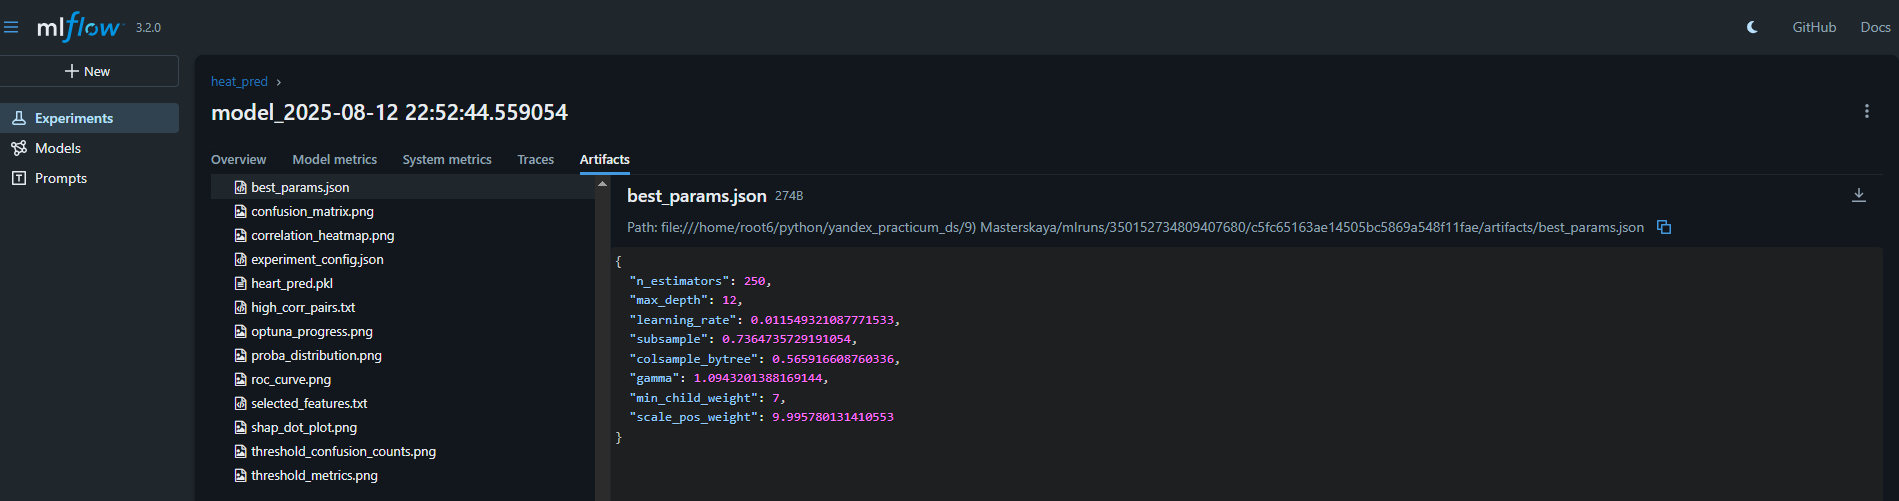 mlflow 3.2.0
GitHub Docs
New
Experiments
Models
Prompts
heat_pred ›
model_2025-08-12 22:52:44.559054
Overview Model metrics System metrics Traces Artifacts
best_params.json
confusion_matrix.png
correlation_heatmap.png
experiment_config.json
heart_pred.pkl
high_corr_pairs.txt
optuna_progress.png
proba_distribution.png
roc_curve.png
selected_features.txt
shap_dot_plot.png
threshold_confusion_counts.png
threshold_metrics.png
best_params.json 274B
Path: file:///home/root6/python/yandex_practicum_ds/9) Masterskaya/mlruns/350152734809407680/c5fc65163ae14505bc5869a548f11fae/artifacts/best_params.json
{
"n_estimators": 250,
"max_depth": 12,
"learning_rate": 0.011549321087771533,
"subsample": 0.7364735729191054,
"colsample_bytree": 0.565916608760336,
"gamma": 1.0943201388169144,
"min_child_weight": 7,
"scale_pos_weight": 9.995780131410553
}